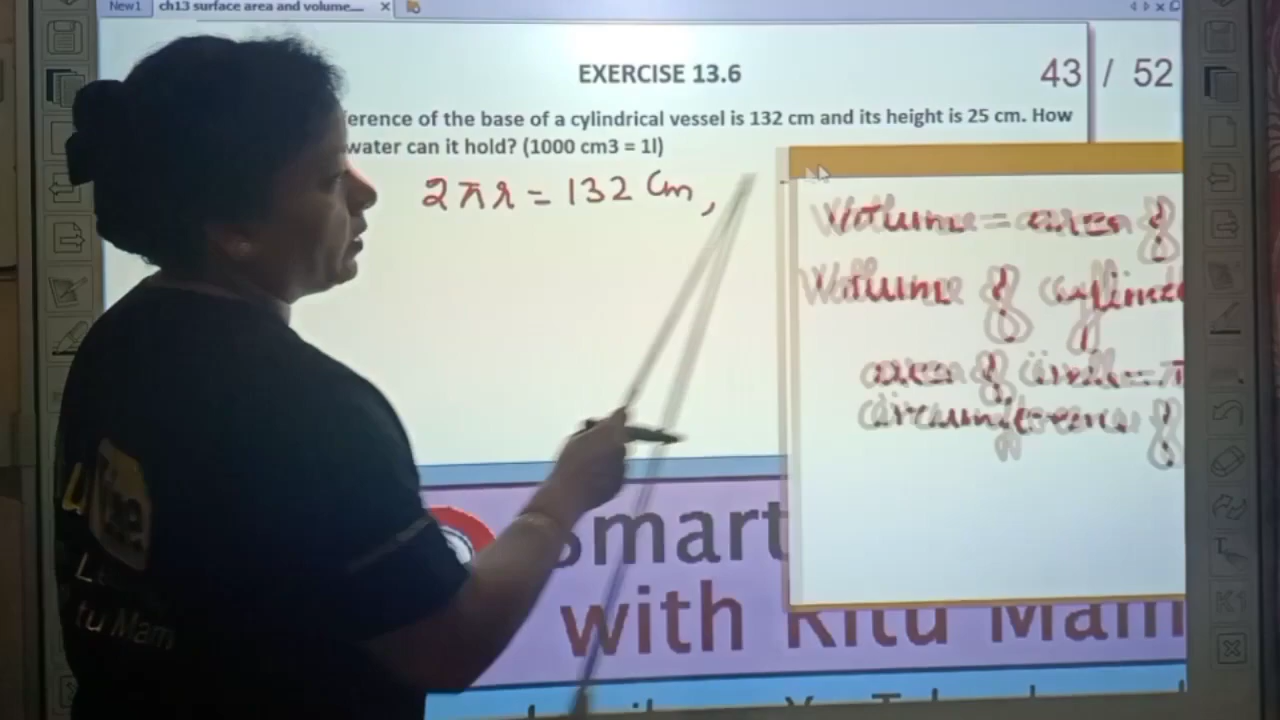 New1 ch13 surface area and volume....
EXERCISE 13.6
43 / 52
erence of the base of a cylindrical vessel is 132 cm and its height is 25 cm. How
water can it hold? (1000 cm3 = 1l)
2πr = 132 Cm,
Volume = area of
Volume of cylinde
area of circle = π
circumference of
smart
with Ritu Mam
tu Mam